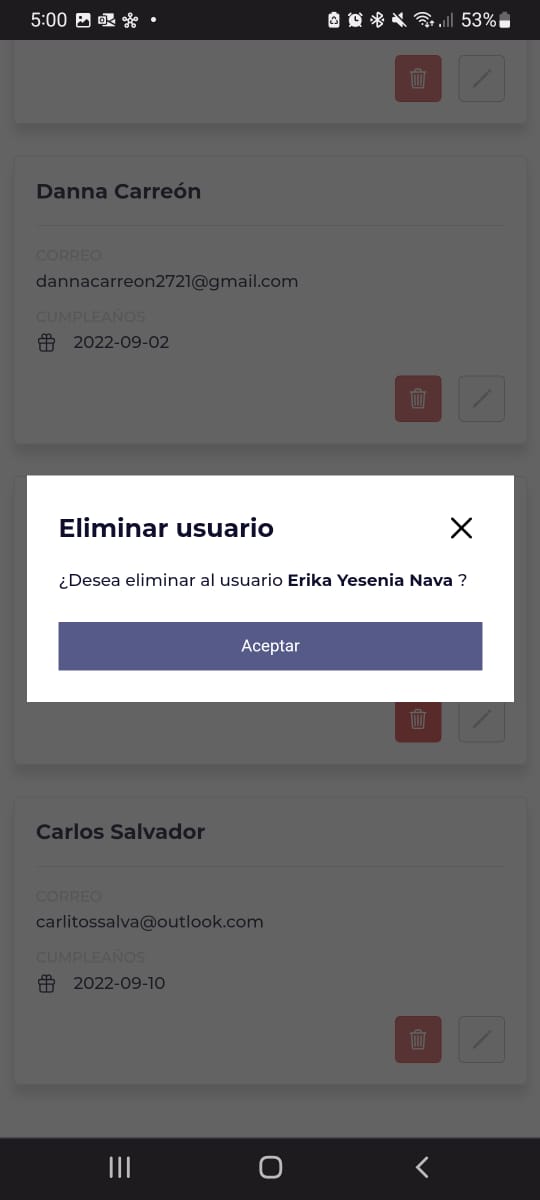 5:00
53%
Danna Carreón
CORREO
dannacarreon2721@gmail.com
CUMPLEAÑOS
2022-09-02
Eliminar usuario
¿Desea eliminar al usuario Erika Yesenia Nava ?
Aceptar
Carlos Salvador
CORREO
carlitossalva@outlook.com
CUMPLEAÑOS
2022-09-10